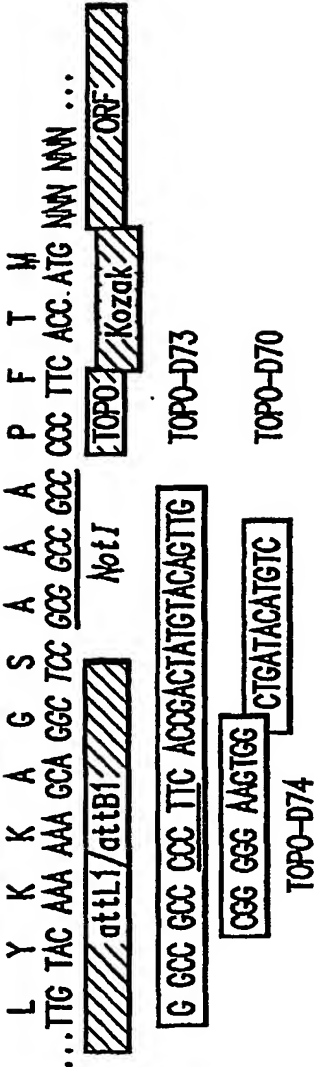 L Y K K A G S A A A P F T M
....TTG TAC AAA AAA GCA GGC TCC GCG GCC GCC CCC TTC ACC.ATG NNN NNN ...
attL1/attB1 NotI TOPO Kozak ORF
G GCC GCC CCC TTC ACCGACTATGTACAGTTG TOPO-D73
CGG GGG AAGTGG CTGATACATGTC TOPO-D70
TOPO-D74